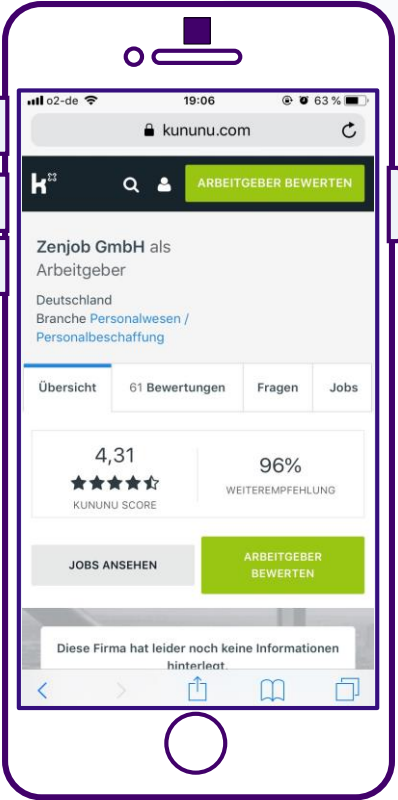 o2-de 19:06 63 %
kununu.com
k ARBEITGEBER BEWERTEN
Zenjob GmbH als
Arbeitgeber
Deutschland
Branche Personalwesen /
Personalbeschaffung
Übersicht 61 Bewertungen Fragen Jobs
4,31
KUNUNU SCORE
96%
WEITEREMPFEHLUNG
JOBS ANSEHEN
ARBEITGEBER
BEWERTEN
Diese Firma hat leider noch keine Informationen
hinterlegt.